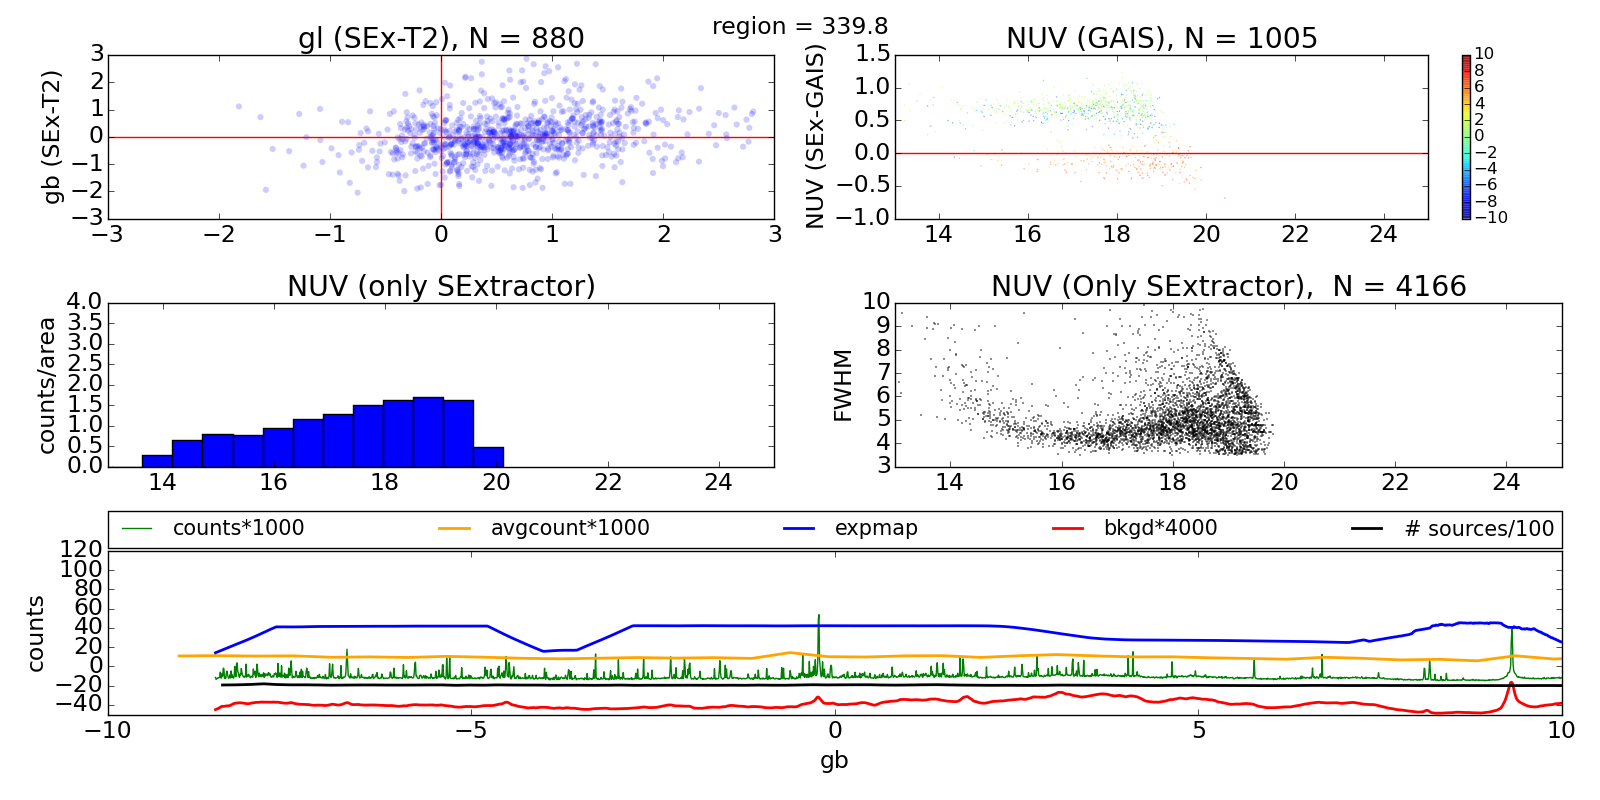 region = 339.8
gl (SEx-T2), N = 880
NUV (GAIS), N = 1005
gb (SEx-T2)
3
2
1
0
−1
−2
−3
−3 −2 −1 0 1 2 3
NUV (SEx-GAIS)
1.5
1.0
0.5
0.0
−0.5
−1.0
14 16 18 20 22 24
10
8
6
4
2
0
−2
−4
−6
−8
−10
NUV (only SExtractor)
counts/area
4.0
3.5
3.0
2.5
2.0
1.5
1.0
0.5
0.0
14 16 18 20 22 24
NUV (Only SExtractor), N = 4166
FWHM
10
9
8
7
6
5
4
3
14 16 18 20 22 24
counts*1000 avgcount*1000 expmap bkgd*4000 # sources/100
counts
120
100
80
60
40
20
0
−20
−40
−10 −5 0 5 10
gb